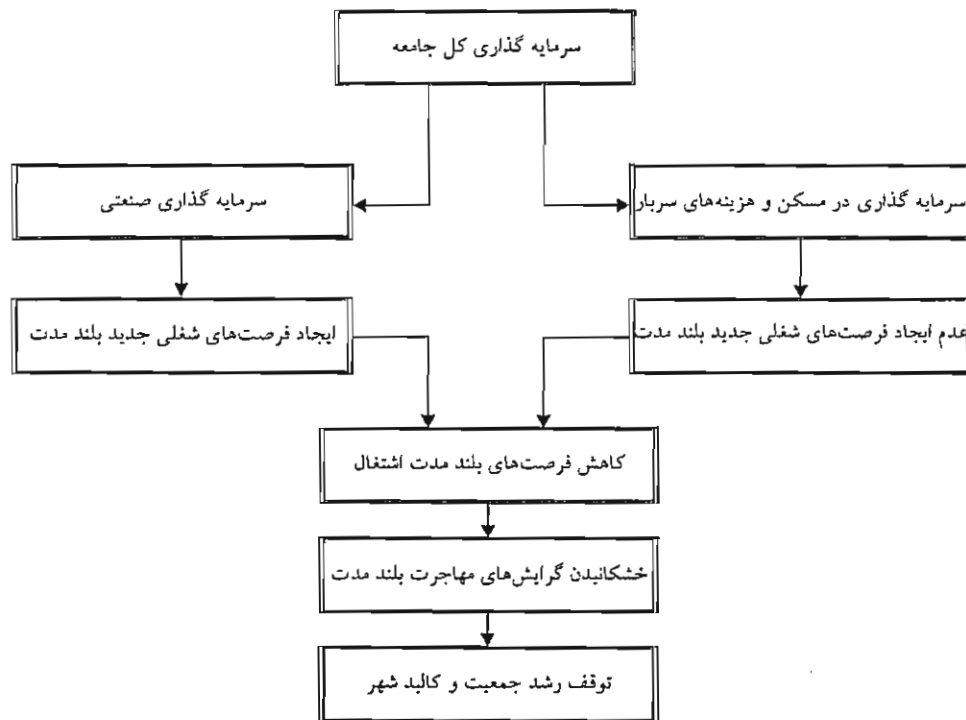 سرمایه گذاری کل جامعه
سرمایه گذاری در مسکن و هزینه‌های سربار
سرمایه گذاری صنعتی
عدم ایجاد فرصت‌های شغلی جدید بلند مدت
ایجاد فرصت‌های شغلی جدید بلند مدت
کاهش فرصت‌های بلند مدت اشتغال
خشکانیدن گرایش‌های مهاجرت بلند مدت
توقف رشد جمعیت و کالبد شهر